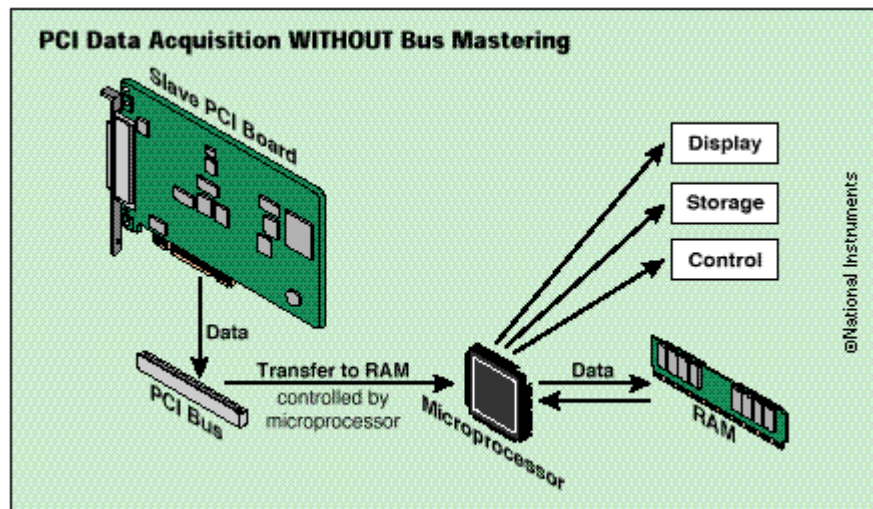 PCI Data Acquisition WITHOUT Bus Mastering
Slave PCI Board
Display
Storage
Control
@National Instruments
Data
PCI Bus
Transfer to RAM
controlled by
microprocessor
Microprocessor
Data
RAM